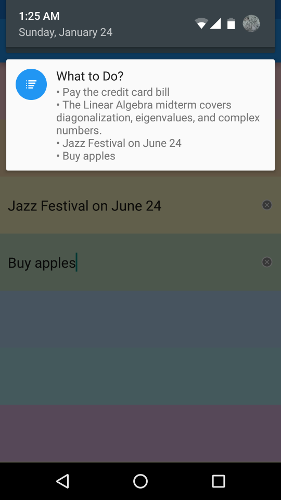 1:25 AM
Sunday, January 24
What to Do?
• Pay the credit card bill
• The Linear Algebra midterm covers
diagonalization, eigenvalues, and complex
numbers.
• Jazz Festival on June 24
• Buy apples
Jazz Festival on June 24
Buy apples